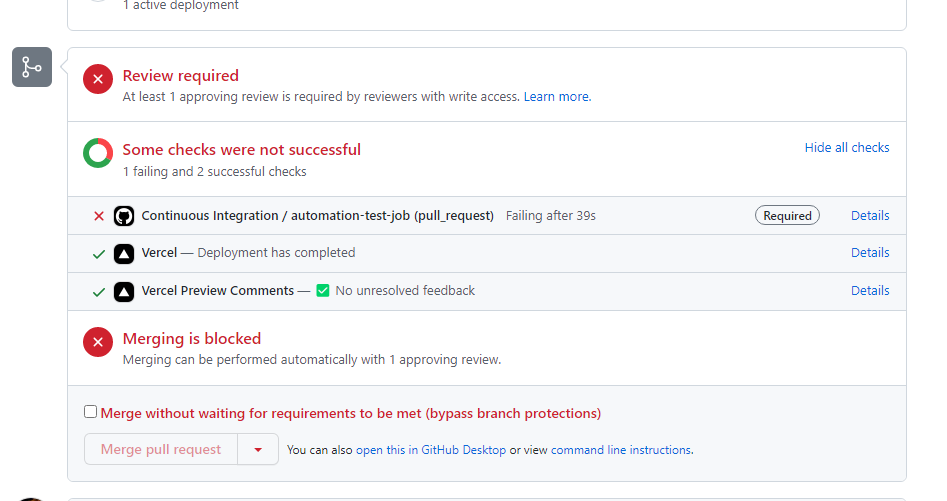 1 active deployment
Review required
At least 1 approving review is required by reviewers with write access. Learn more.
Some checks were not successful
Hide all checks
1 failing and 2 successful checks
Continuous Integration / automation-test-job (pull_request) Failing after 39s Required Details
Vercel — Deployment has completed Details
Vercel Preview Comments — ✅ No unresolved feedback Details
Merging is blocked
Merging can be performed automatically with 1 approving review.
Merge without waiting for requirements to be met (bypass branch protections)
Merge pull request You can also open this in GitHub Desktop or view command line instructions.